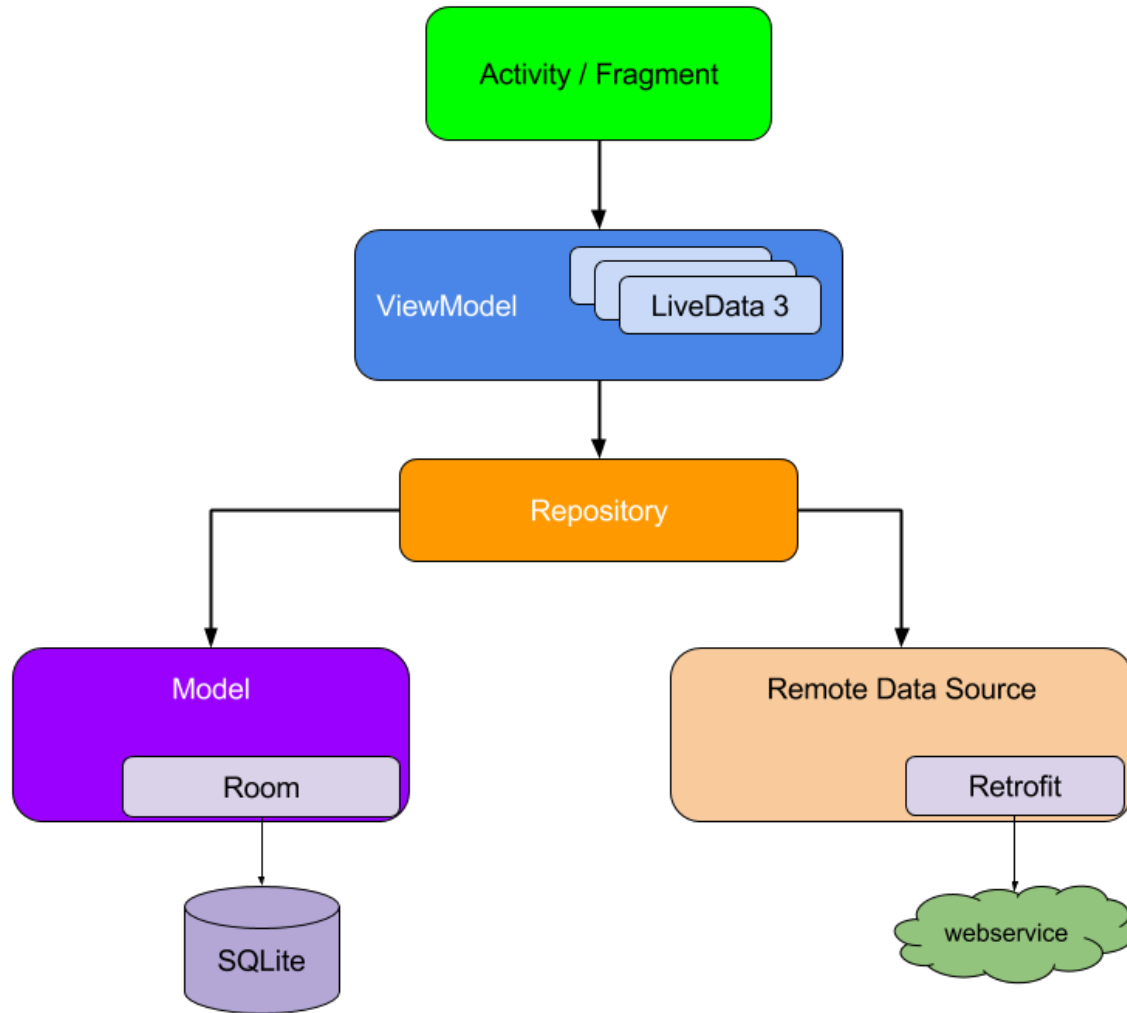 Activity / Fragment
ViewModel
LiveData 3
Repository
Model
Remote Data Source
Room
Retrofit
SQLite
webservice